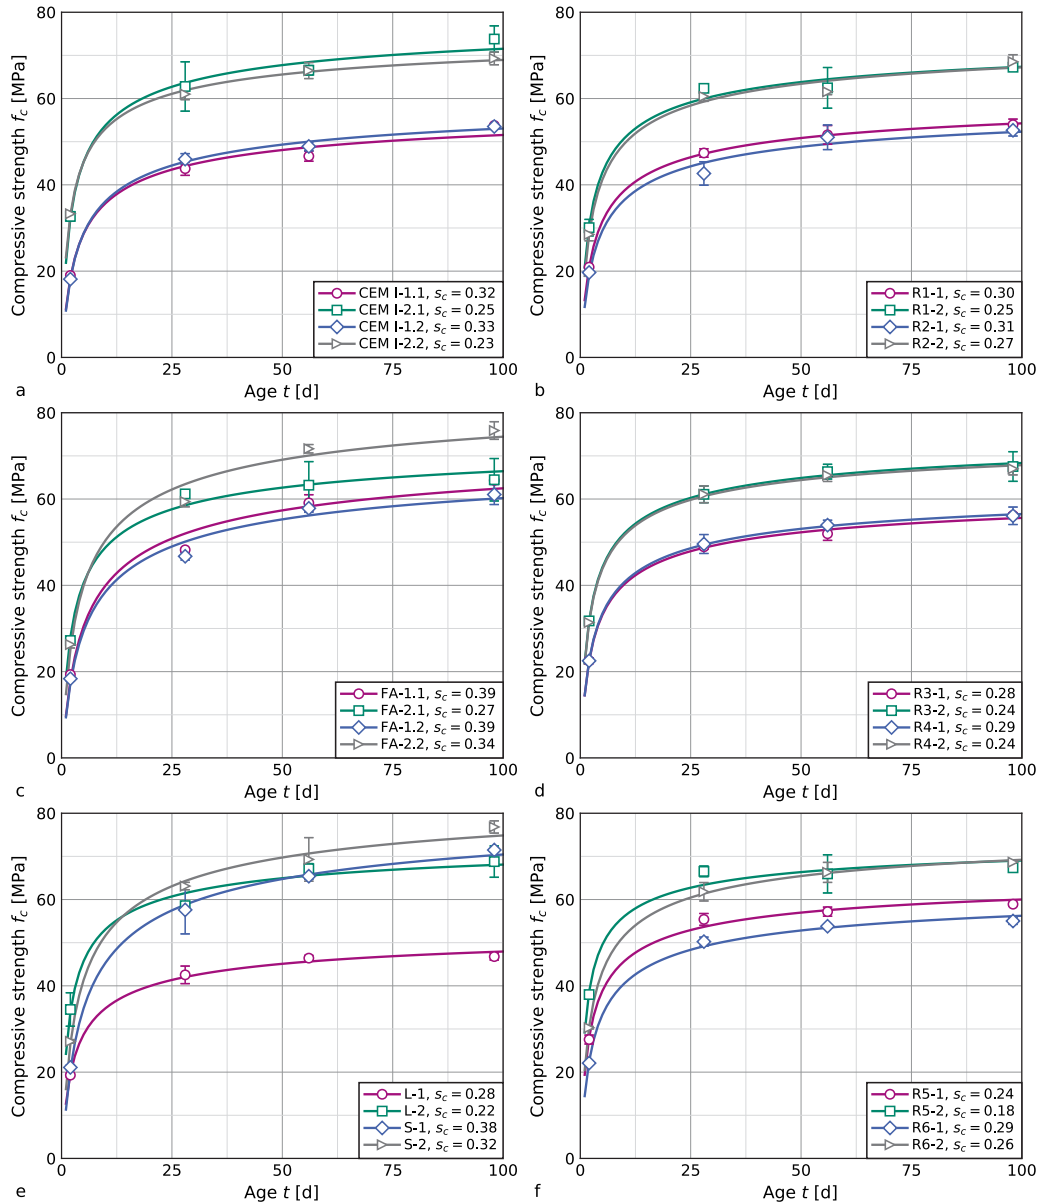 80
60
40
20
0
Compressive strength f_c [MPa]
CEM I-1.1, s_c = 0.32
CEM I-2.1, s_c = 0.25
CEM I-1.2, s_c = 0.33
CEM I-2.2, s_c = 0.23
0 25 50 75 100
a
Age t [d]
80
60
40
20
0
Compressive strength f_c [MPa]
R1-1, s_c = 0.30
R1-2, s_c = 0.25
R2-1, s_c = 0.31
R2-2, s_c = 0.27
0 25 50 75 100
b
Age t [d]
80
60
40
20
0
Compressive strength f_c [MPa]
FA-1.1, s_c = 0.39
FA-2.1, s_c = 0.27
FA-1.2, s_c = 0.39
FA-2.2, s_c = 0.34
0 25 50 75 100
c
Age t [d]
80
60
40
20
0
Compressive strength f_c [MPa]
R3-1, s_c = 0.28
R3-2, s_c = 0.24
R4-1, s_c = 0.29
R4-2, s_c = 0.24
0 25 50 75 100
d
Age t [d]
80
60
40
20
0
Compressive strength f_c [MPa]
L-1, s_c = 0.28
L-2, s_c = 0.22
S-1, s_c = 0.38
S-2, s_c = 0.32
0 25 50 75 100
e
Age t [d]
80
60
40
20
0
Compressive strength f_c [MPa]
R5-1, s_c = 0.24
R5-2, s_c = 0.18
R6-1, s_c = 0.29
R6-2, s_c = 0.26
0 25 50 75 100
f
Age t [d]